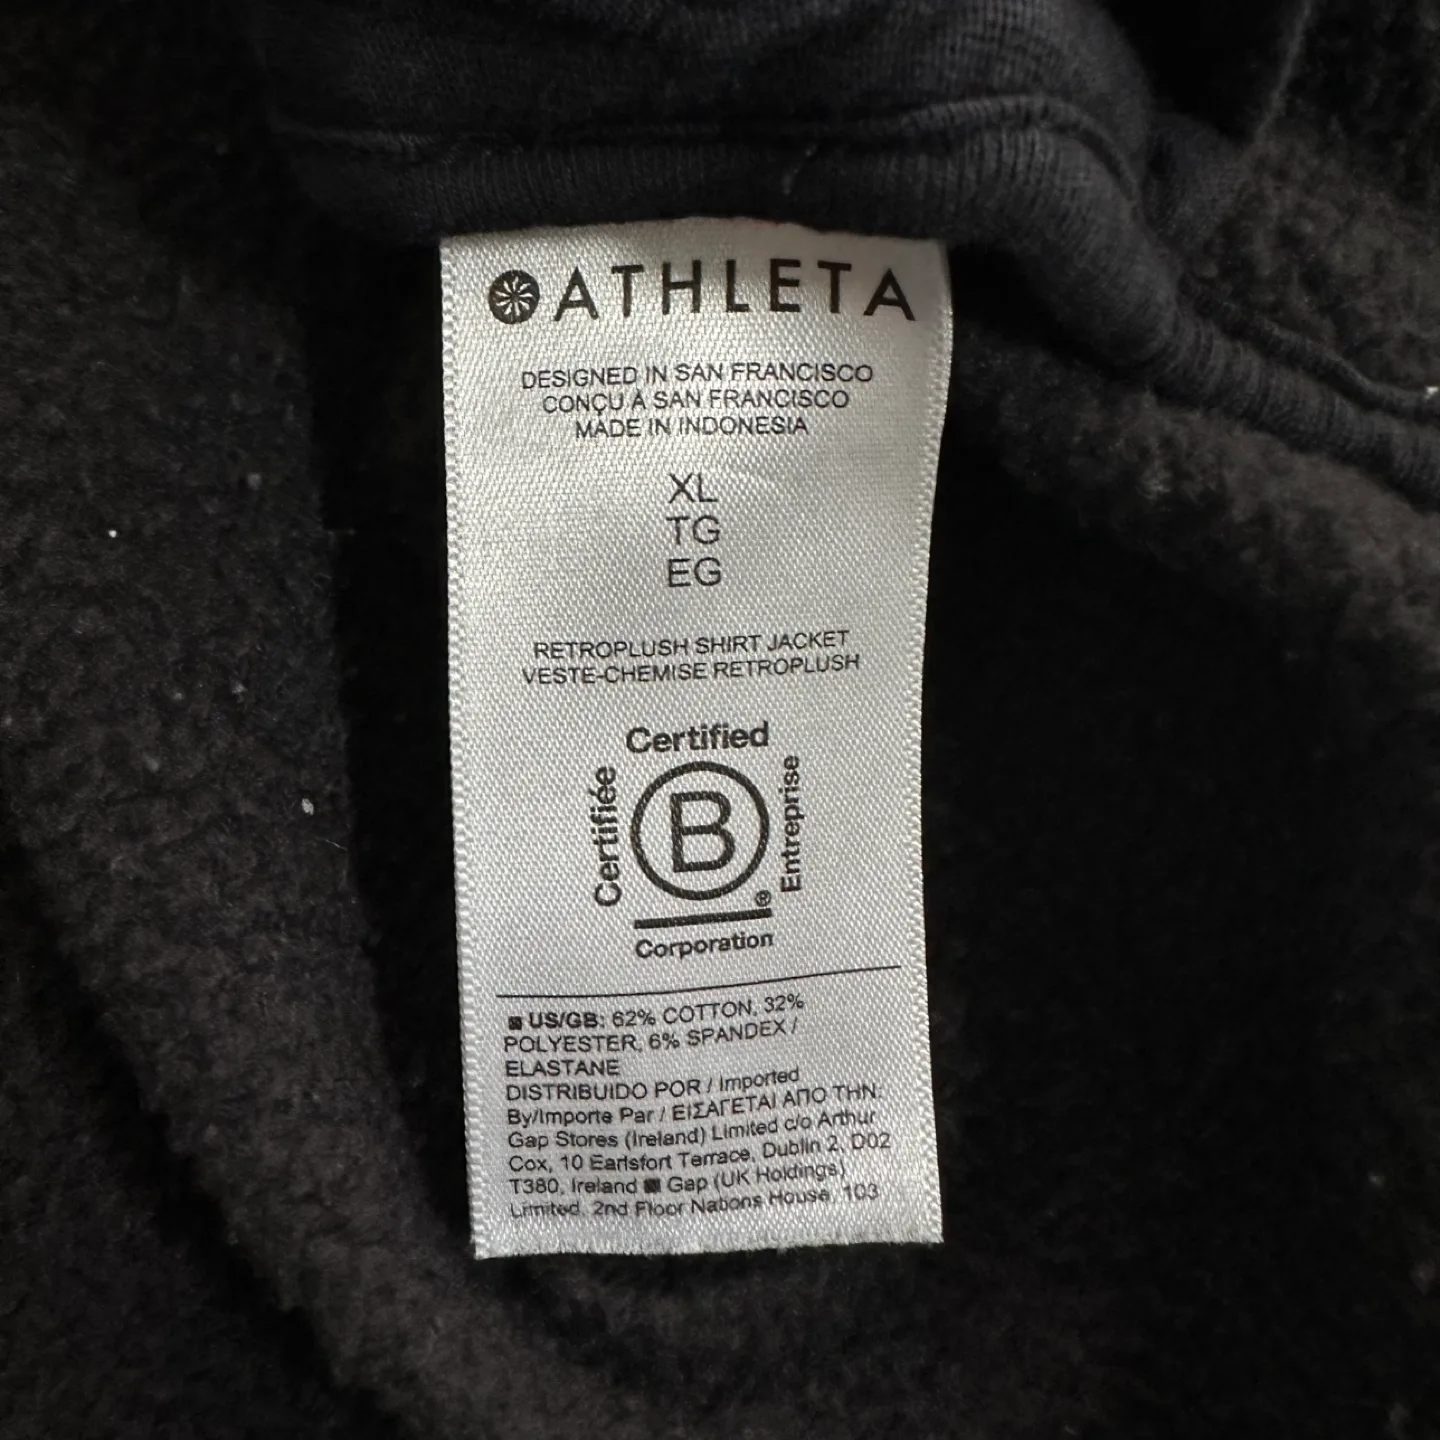 ATHLETA
DESIGNED IN SAN FRANCISCO
CONÇU À SAN FRANCISCO
MADE IN INDONESIA
XL
TG
EG
RETROPLUSH SHIRT JACKET
VESTE-CHEMISE RETROPLUSH
Certified
Certifiée
B
Entreprise
®
Corporation
US/GB: 62% COTTON, 32%
POLYESTER, 6% SPANDEX /
ELASTANE
DISTRIBUIDO POR / Imported
By/Importe Par / ΕΙΣΑΓΕΤΑΙ ΑΠΟ ΤΗΝ:
Gap Stores (Ireland) Limited c/o Arthur
Cox, 10 Earlsfort Terrace, Dublin 2, D02
T380, Ireland ■ Gap (UK Holdings)
Limited, 2nd Floor Nations House, 103